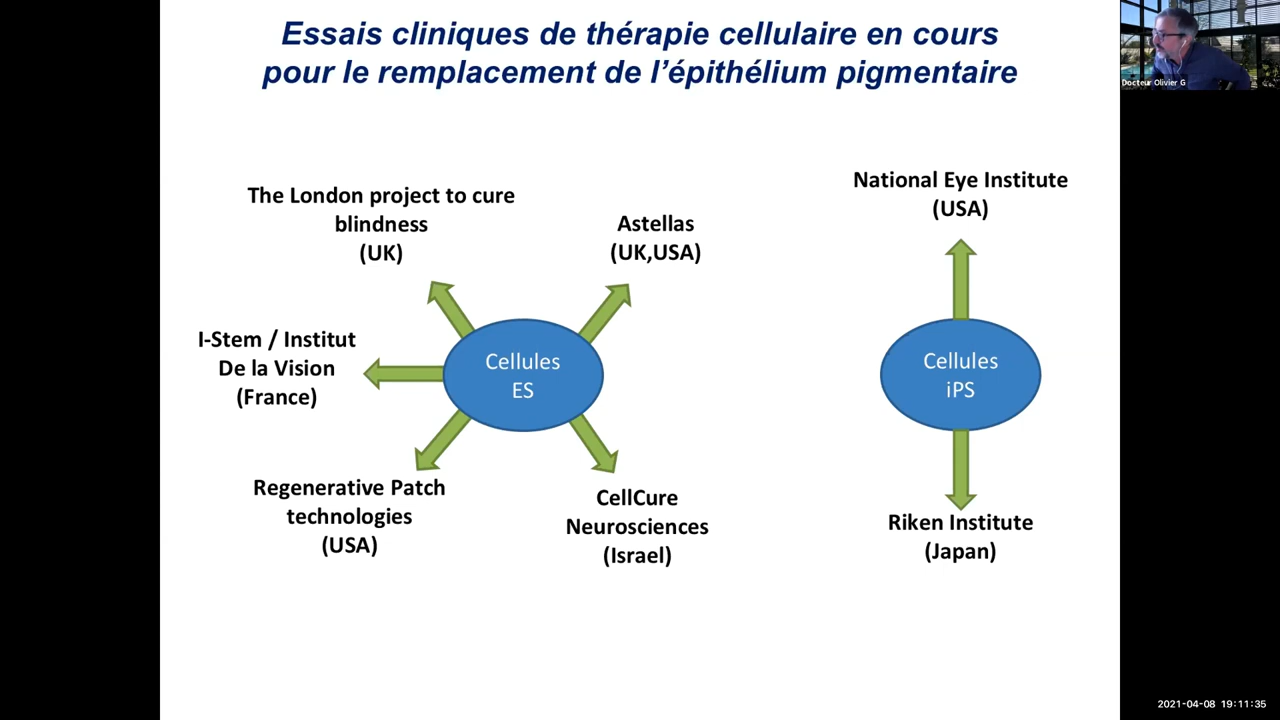 Essais cliniques de thérapie cellulaire en cours
pour le remplacement de l'épithélium pigmentaire
Docteur Olivier G
The London project to cure
blindness
(UK)
Astellas
(UK,USA)
I-Stem / Institut
De la Vision
(France)
Cellules
ES
Regenerative Patch
technologies
(USA)
CellCure
Neurosciences
(Israel)
National Eye Institute
(USA)
Cellules
iPS
Riken Institute
(Japan)
2021-04-08 19:11:35